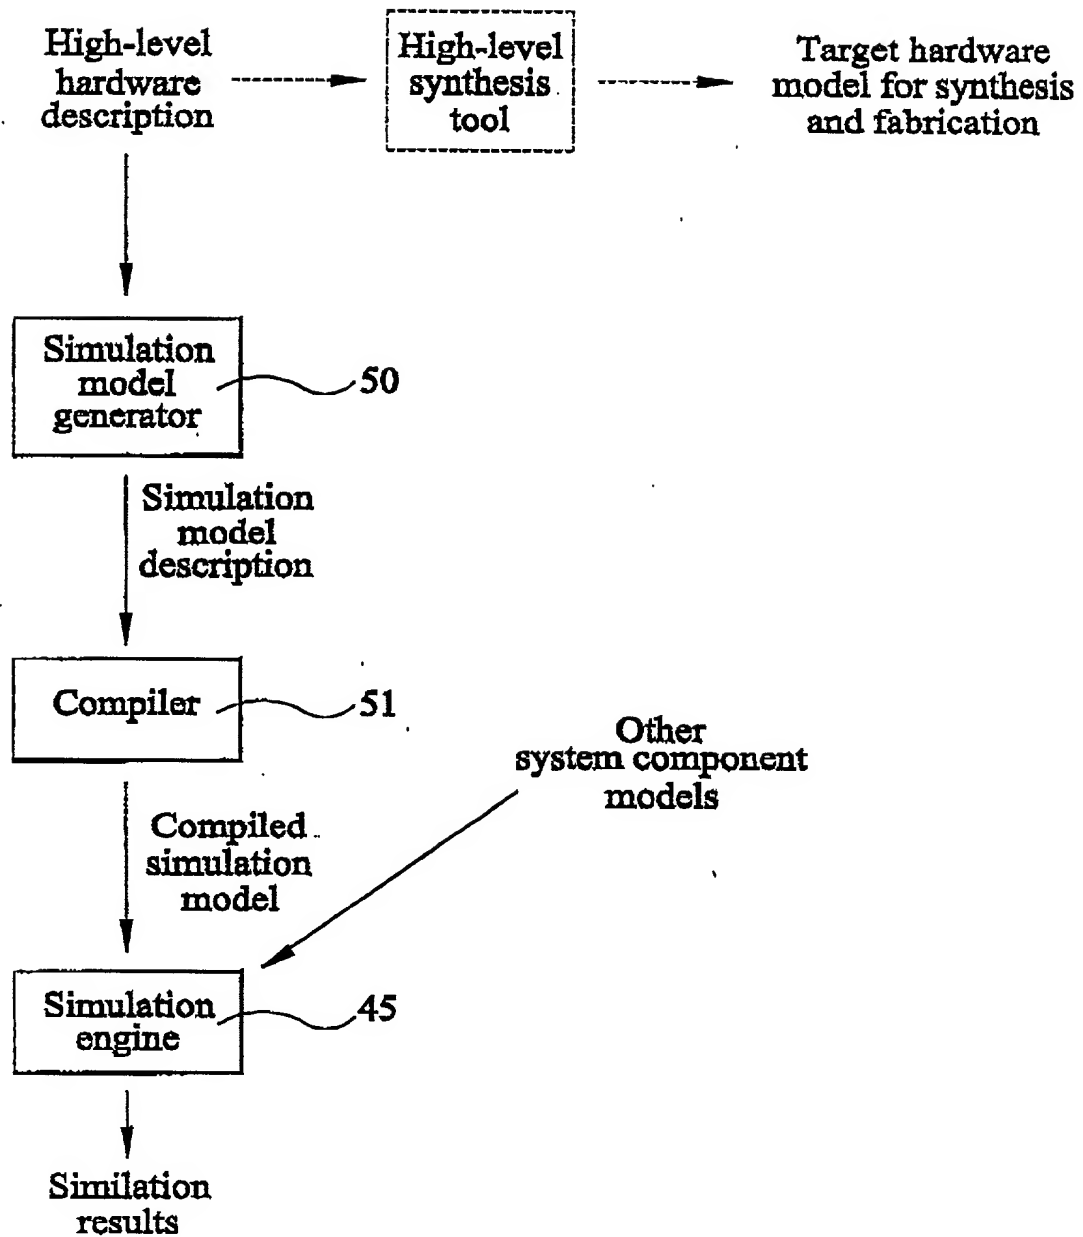 High-level
hardware
description
High-level
synthesis
tool
Target hardware
model for synthesis
and fabrication
Simulation
model
generator
50
Simulation
model
description
Compiler
51
Other
system component
models
Compiled
simulation
model
Simulation
engine
45
Similation
results